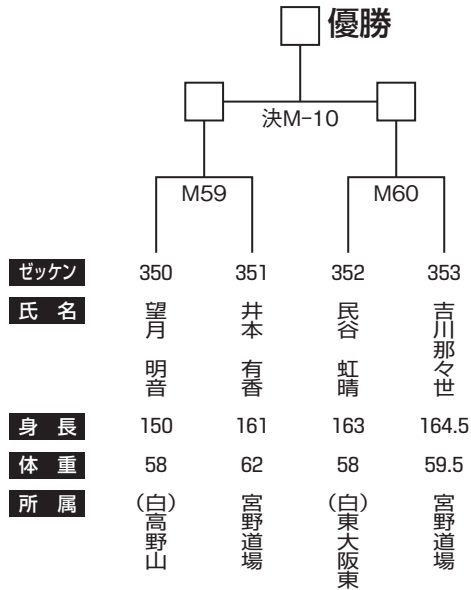 優勝
決M-10
M59 M60
ゼッケン 350 351 352 353
氏名 望月 明音 井本 有香 民谷 虹晴 吉川那々世
身長 150 161 163 164.5
体重 58 62 58 59.5
所属 (白)高野山 宮野道場 (白)東大阪東 宮野道場